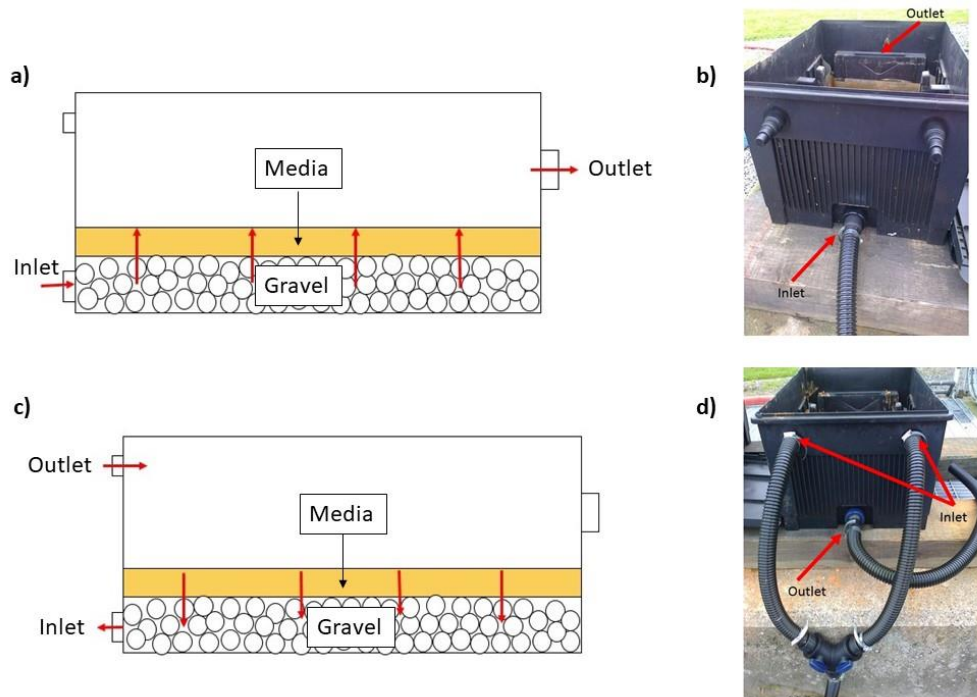 a)
Media
Outlet
Inlet
Gravel
b)
Outlet
Inlet
c)
Outlet
Media
Inlet
Gravel
d)
Inlet
Outlet